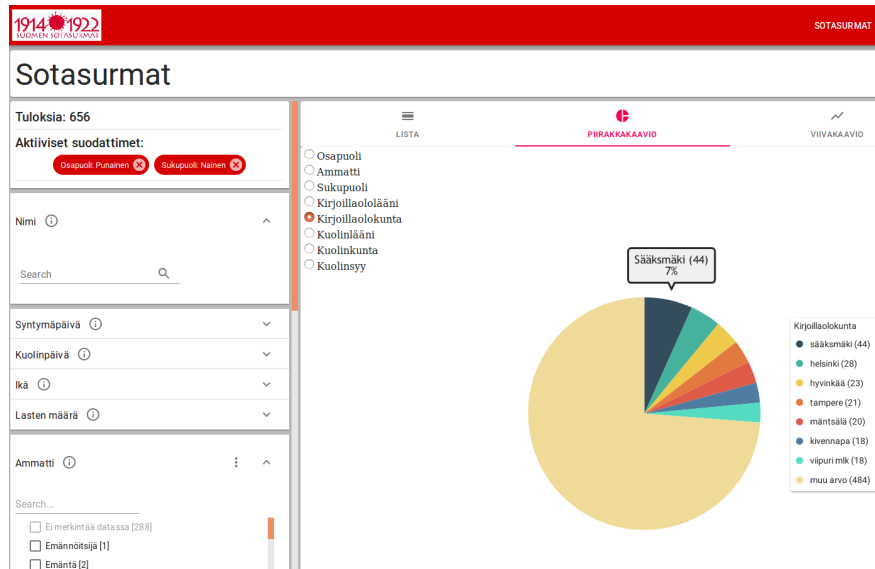 1914 1922
SUOMEN SOTASURMAT
SOTASURMAT
Sotasurmat
Tuloksia: 656
Aktiiviset suodattimet:
Osapuoli: Punainen
Sukupuoli: Nainen
Nimi
Search
Syntymäpäivä
Kuolinpäivä
Ikä
Lasten määrä
Ammatti
Search...
Ei merkintää datassa [288]
Emännöitsijä [1]
Emäntä [2]
LISTA
PIIRAKKAKAAVIO
VIIVAKAAVIO
Osapuoli
Ammatti
Sukupuoli
Kirjoillaololääni
Kirjoillaolokunta
Kuolinlääni
Kuolinkunta
Kuolinsyy
Sääksmäki (44)
7%
Kirjoillaolokunta
sääksmäki (44)
helsinki (28)
hyvinkää (23)
tampere (21)
mäntsälä (20)
kivennapa (18)
viipuri mlk (18)
muu arvo (484)